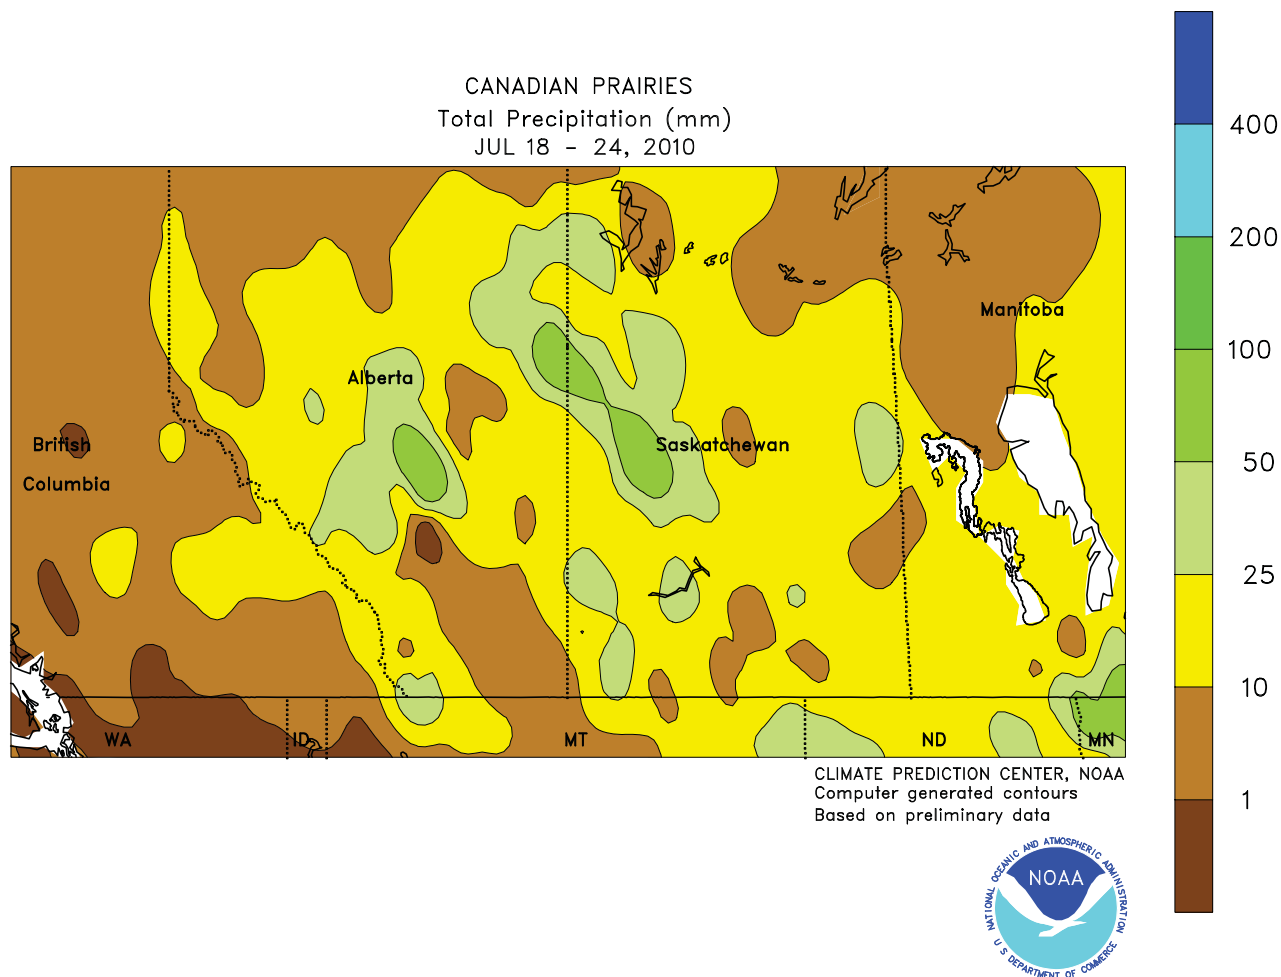 CANADIAN PRAIRIES
Total Precipitation (mm)
JUL 18 - 24, 2010
400
200
100
50
25
10
1
Manitoba
Alberta
British
Columbia
Saskatchewan
WA
ID
MT
ND
MN
CLIMATE PREDICTION CENTER, NOAA
Computer generated contours
Based on preliminary data
NATIONAL OCEANIC AND ATMOSPHERIC ADMINISTRATION
NOAA
U S DEPARTMENT OF COMMERCE